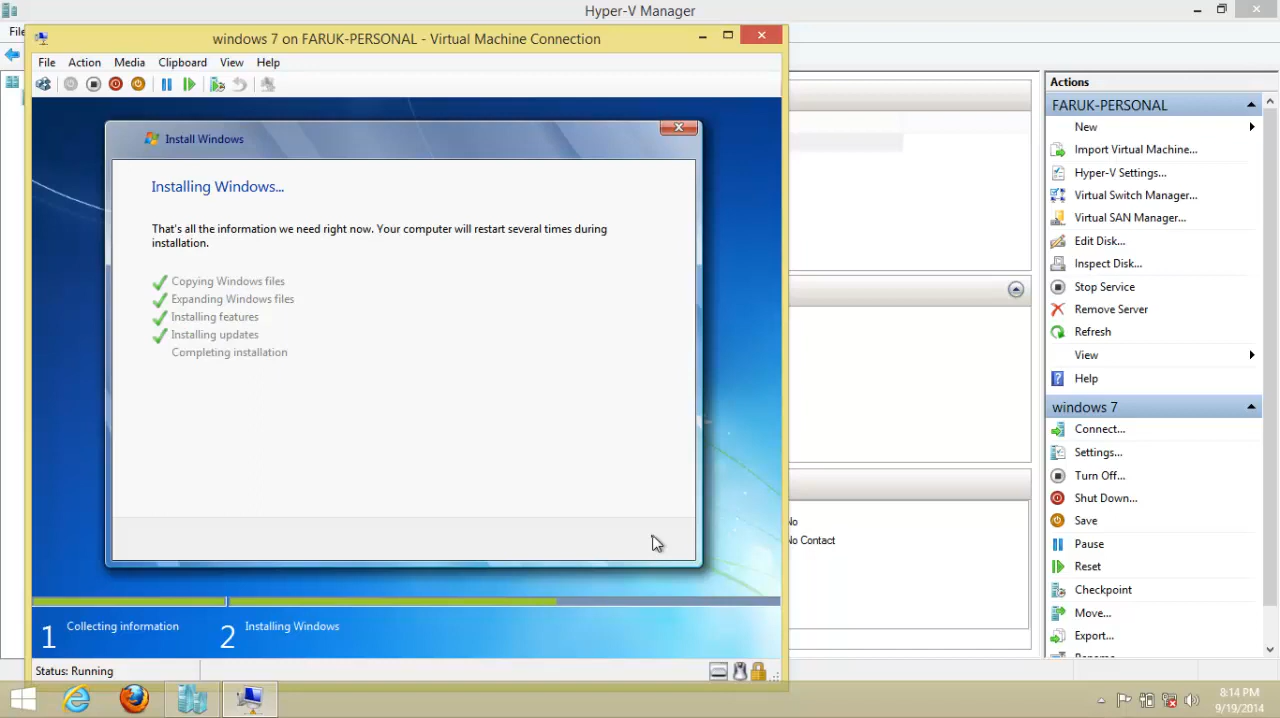 Hyper-V Manager
windows 7 on FARUK-PERSONAL - Virtual Machine Connection
File Action Media Clipboard View Help
Install Windows
Installing Windows...
That's all the information we need right now. Your computer will restart several times during
installation.
Copying Windows files
Expanding Windows files
Installing features
Installing updates
Completing installation
1 Collecting information
2 Installing Windows
Status: Running
No
No Contact
Actions
FARUK-PERSONAL
New
Import Virtual Machine...
Hyper-V Settings...
Virtual Switch Manager...
Virtual SAN Manager...
Edit Disk...
Inspect Disk...
Stop Service
Remove Server
Refresh
View
Help
windows 7
Connect...
Settings...
Turn Off...
Shut Down...
Save
Pause
Reset
Checkpoint
Move...
Export...
8:14 PM
9/19/2014